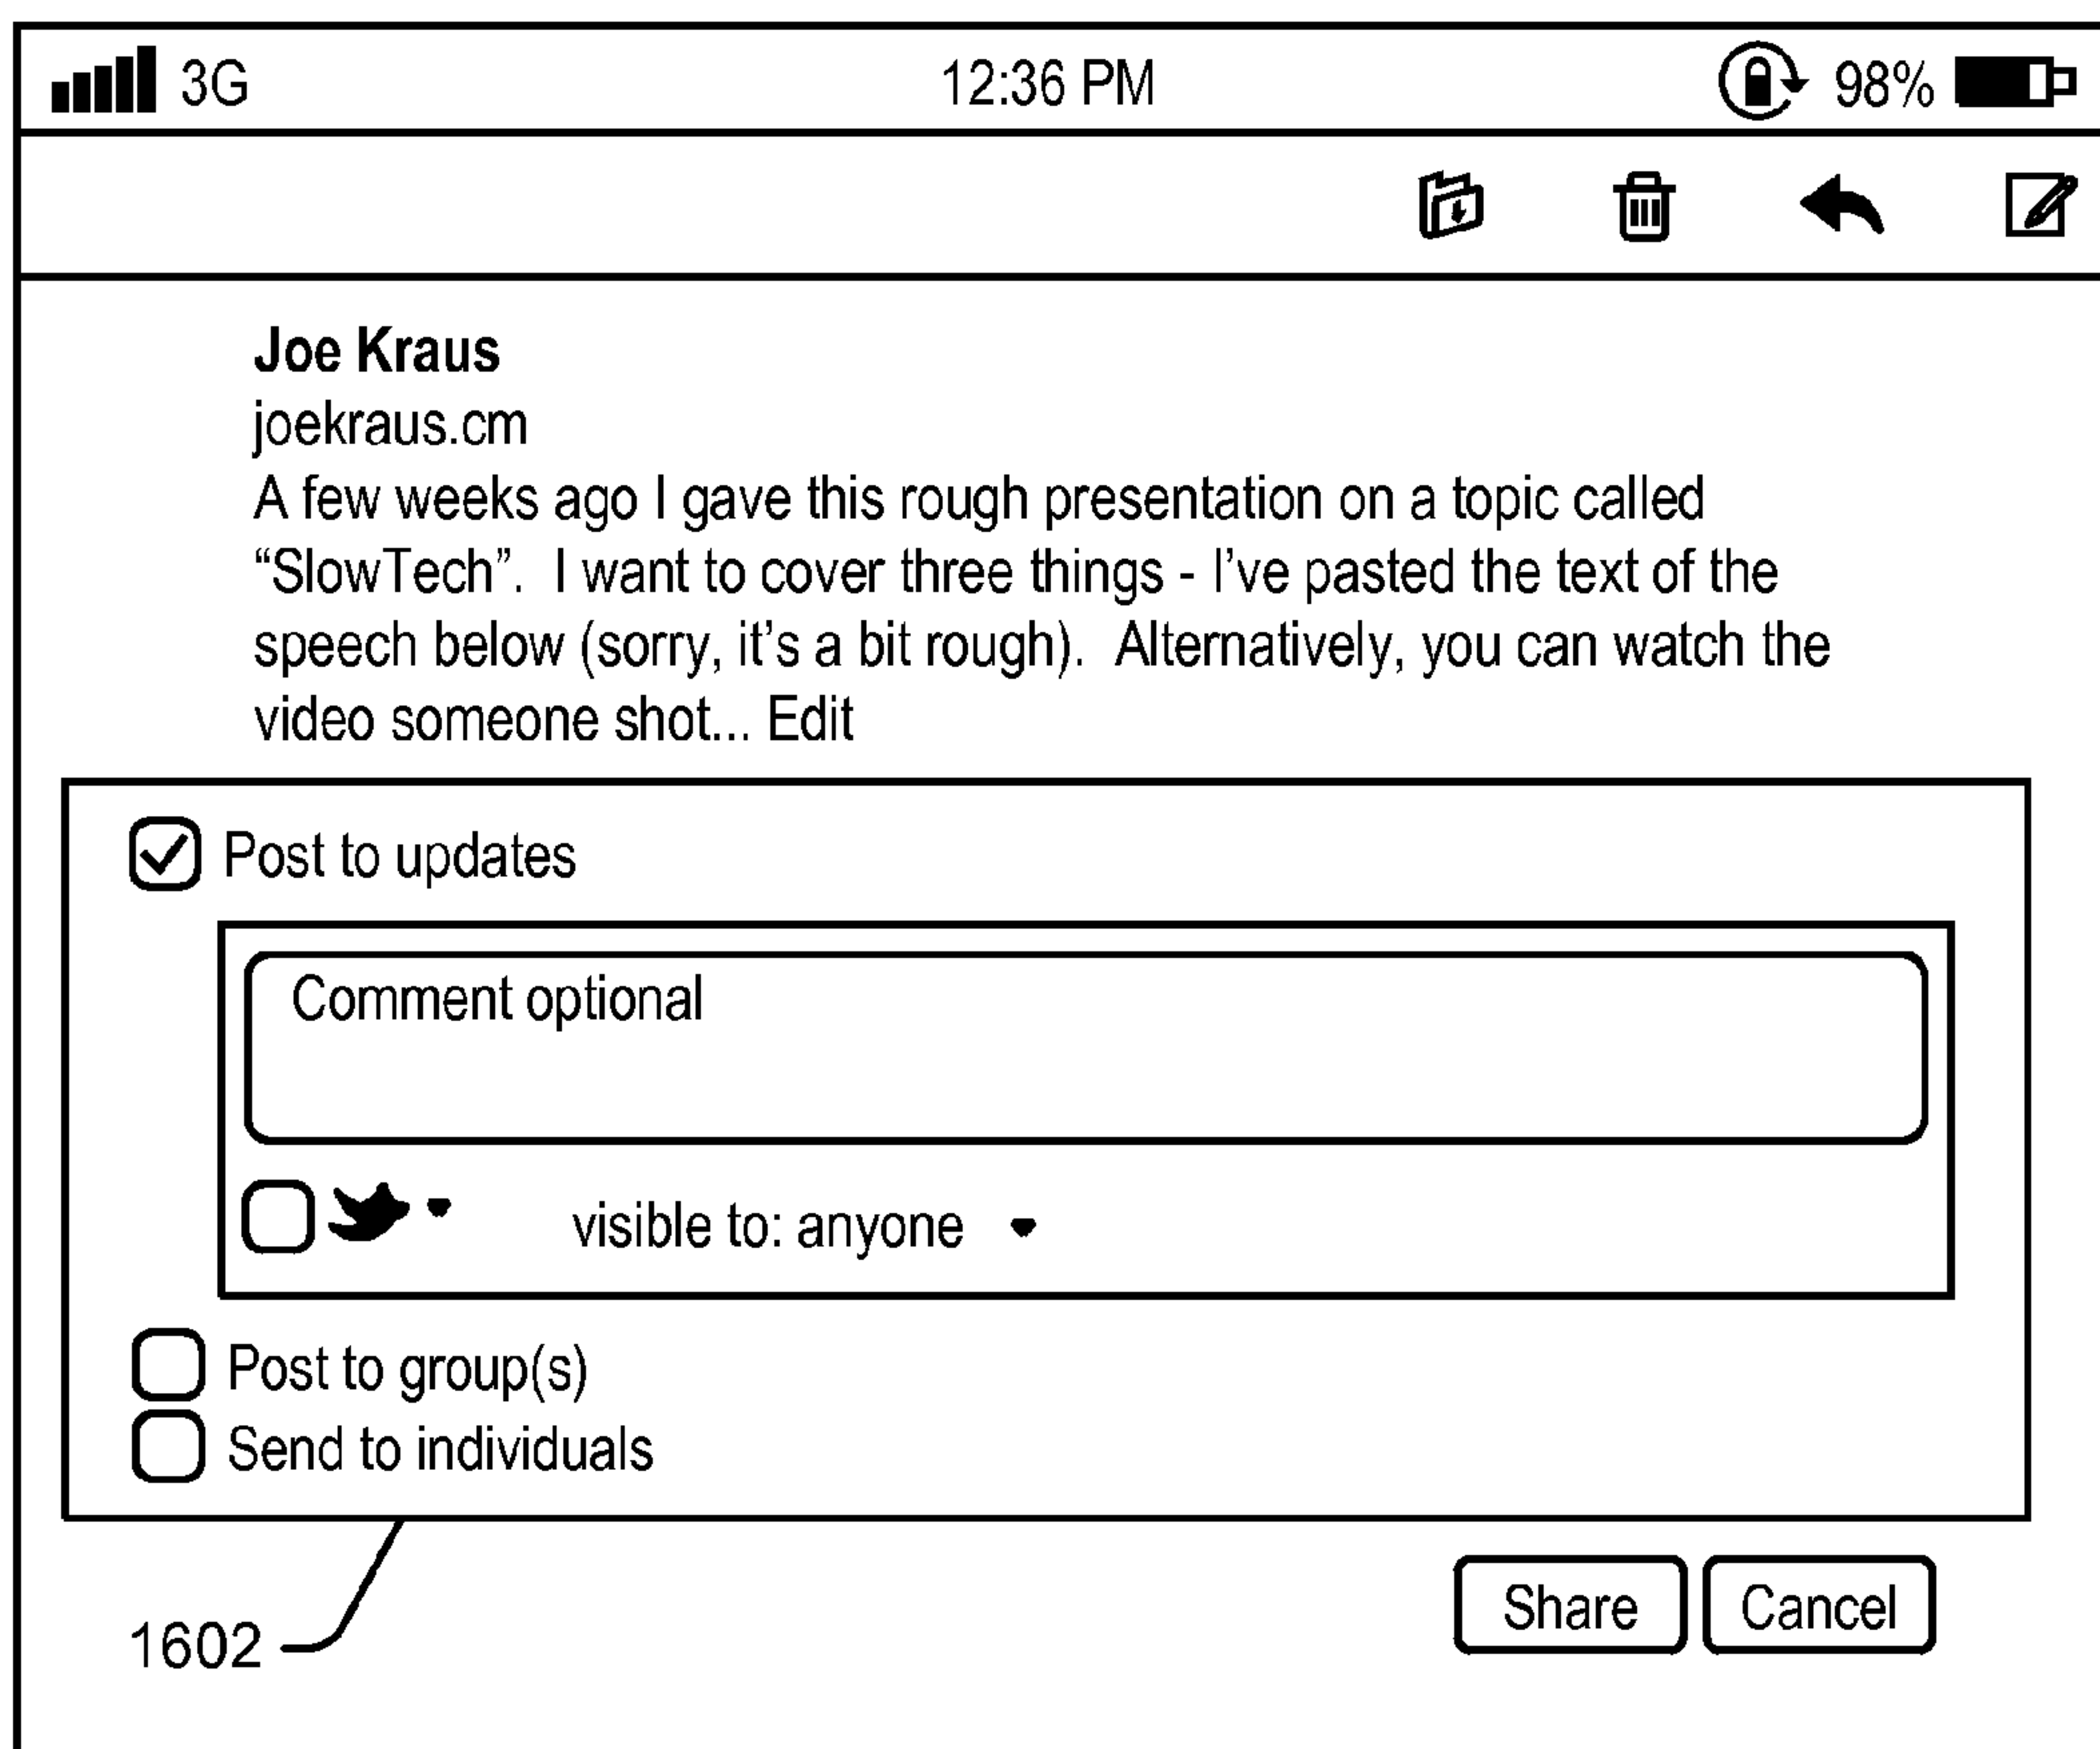 3G 12:36 PM 98%
Joe Kraus
joekraus.cm
A few weeks ago I gave this rough presentation on a topic called
“SlowTech”.  I want to cover three things - I’ve pasted the text of the
speech below (sorry, it’s a bit rough).  Alternatively, you can watch the
video someone shot... Edit
Post to updates
Comment optional
visible to: anyone
Post to group(s)
Send to individuals
Share Cancel
1602